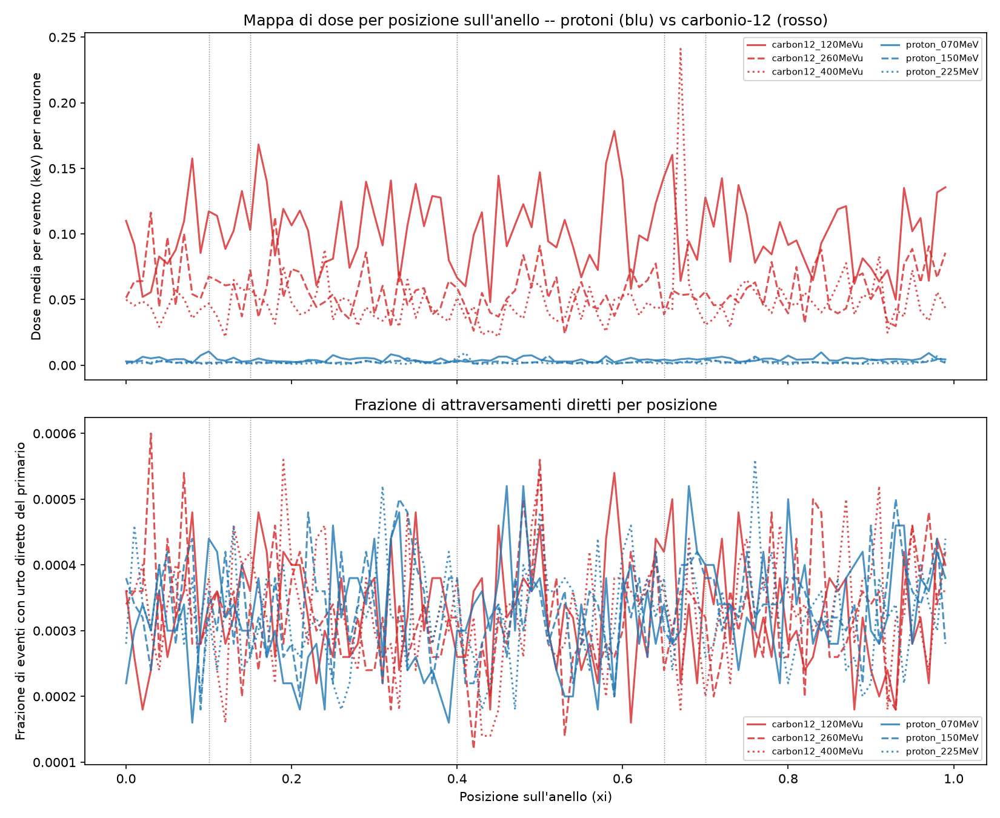 Mappa di dose per posizione sull'anello -- protoni (blu) vs carbonio-12 (rosso)
Dose media per evento (keV) per neurone
0.25
0.20
0.15
0.10
0.05
0.00
carbon12_120MeVu
carbon12_260MeVu
carbon12_400MeVu
proton_070MeV
proton_150MeV
proton_225MeV
Frazione di attraversamenti diretti per posizione
Frazione di eventi con urto diretto del primario
0.0006
0.0005
0.0004
0.0003
0.0002
0.0001
carbon12_120MeVu
carbon12_260MeVu
carbon12_400MeVu
proton_070MeV
proton_150MeV
proton_225MeV
0.0
0.2
0.4
0.6
0.8
1.0
Posizione sull'anello (xi)